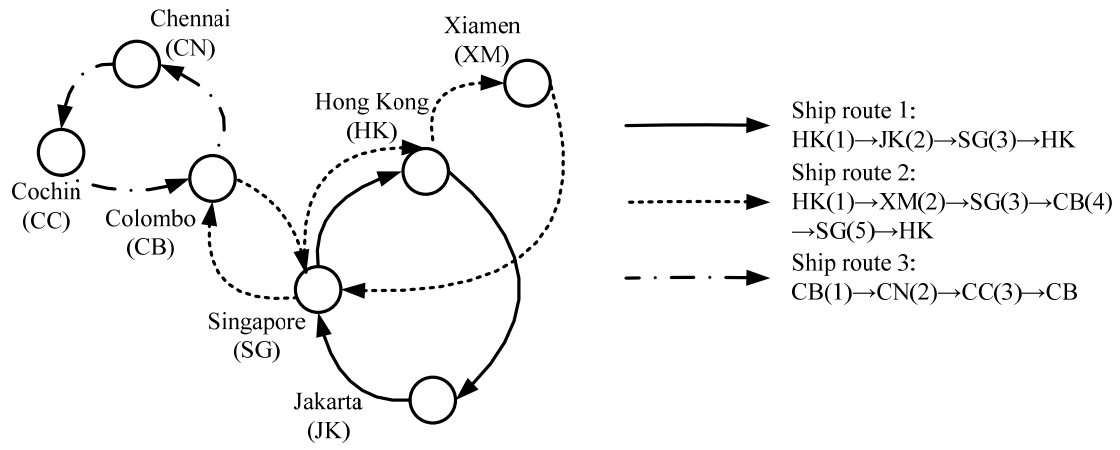 Chennai
(CN)
Xiamen
(XM)
Hong Kong
(HK)
Cochin
(CC)
Colombo
(CB)
Singapore
(SG)
Jakarta
(JK)
Ship route 1:
HK(1)→JK(2)→SG(3)→HK
Ship route 2:
HK(1)→XM(2)→SG(3)→CB(4)
→SG(5)→HK
Ship route 3:
CB(1)→CN(2)→CC(3)→CB